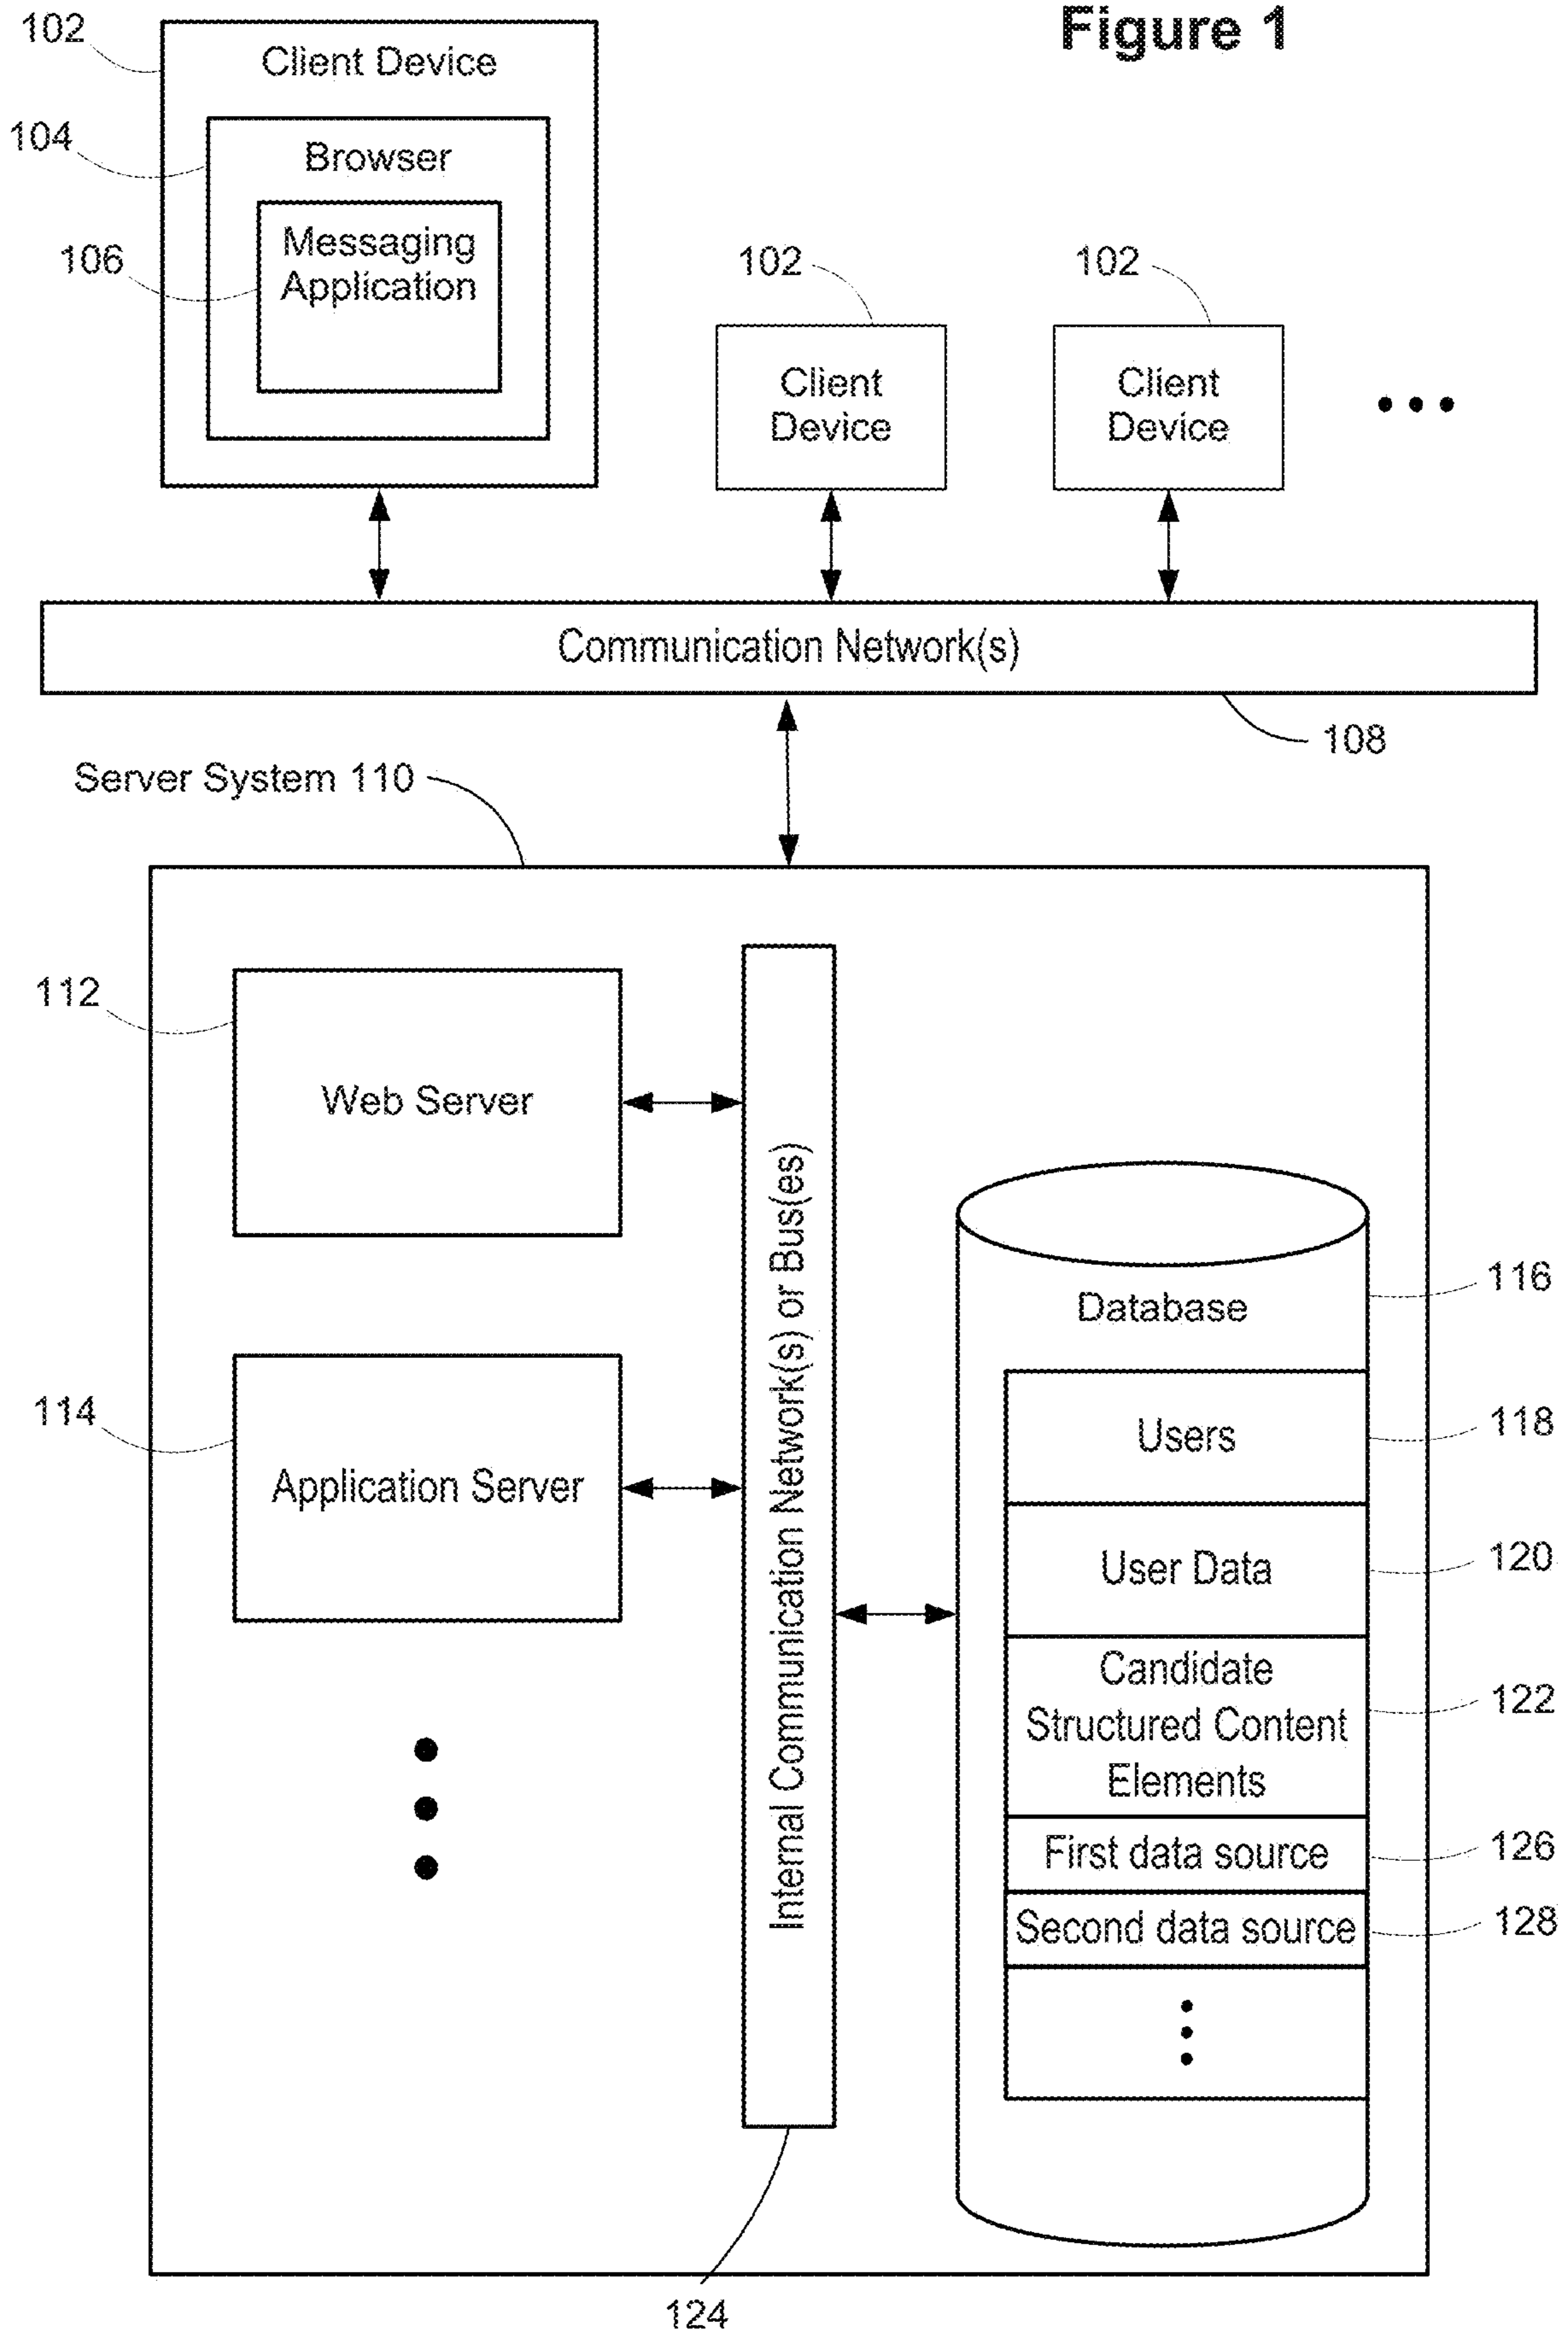 Figure 1
102
Client Device
104
Browser
106
Messaging
Application
102
102
Client
Device
Client
Device
Communication Network(s)
108
Server System 110
112
Web Server
Internal Communication Network(s) or Bus(es)
116
Database
114
Application Server
Users
118
User Data
120
Candidate
Structured Content
Elements
122
First data source
126
Second data source
128
124